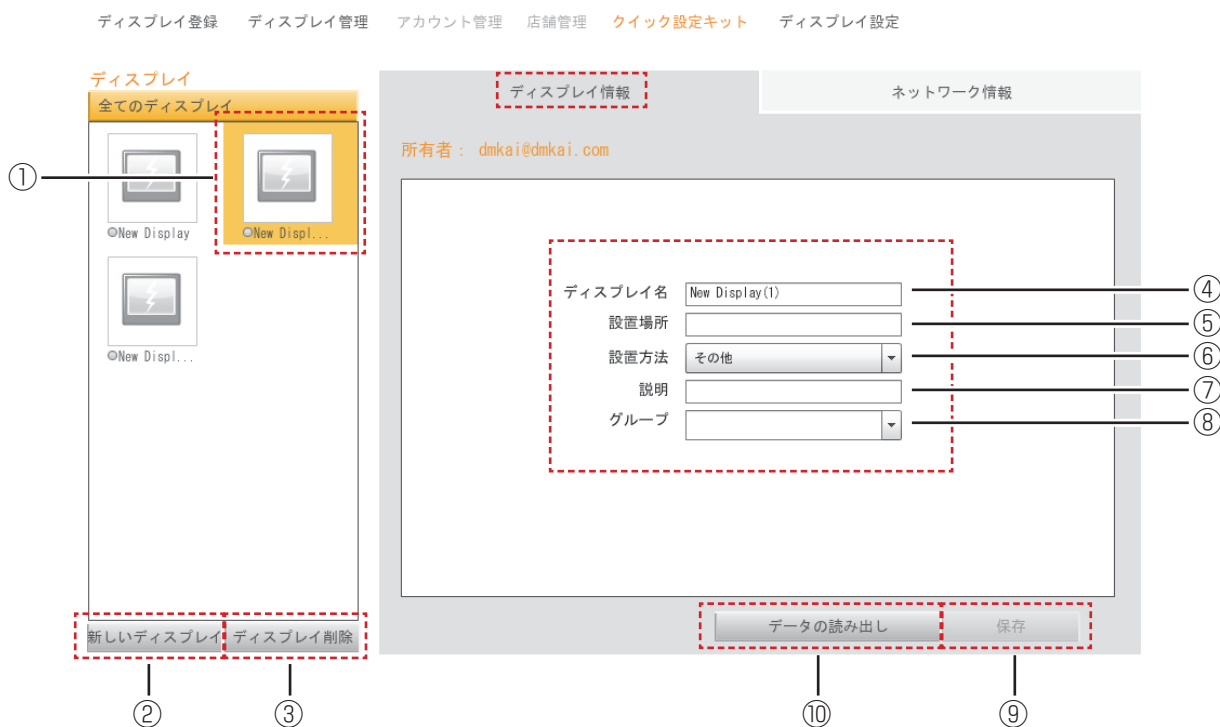 ディスプレイ登録 ディスプレイ管理 アカウント管理 店舗管理 クイック設定キット ディスプレイ設定
ディスプレイ
全てのディスプレイ
①
New Display
New Displ...
New Displ...
新しいディスプレイ
ディスプレイ削除
②
③
ディスプレイ情報
ネットワーク情報
所有者： dmkai@dmkai.com
ディスプレイ名 New Display(1) ④
設置場所 ⑤
設置方法 その他 ⑥
説明 ⑦
グループ ⑧
データの読み出し
保存
⑩
⑨